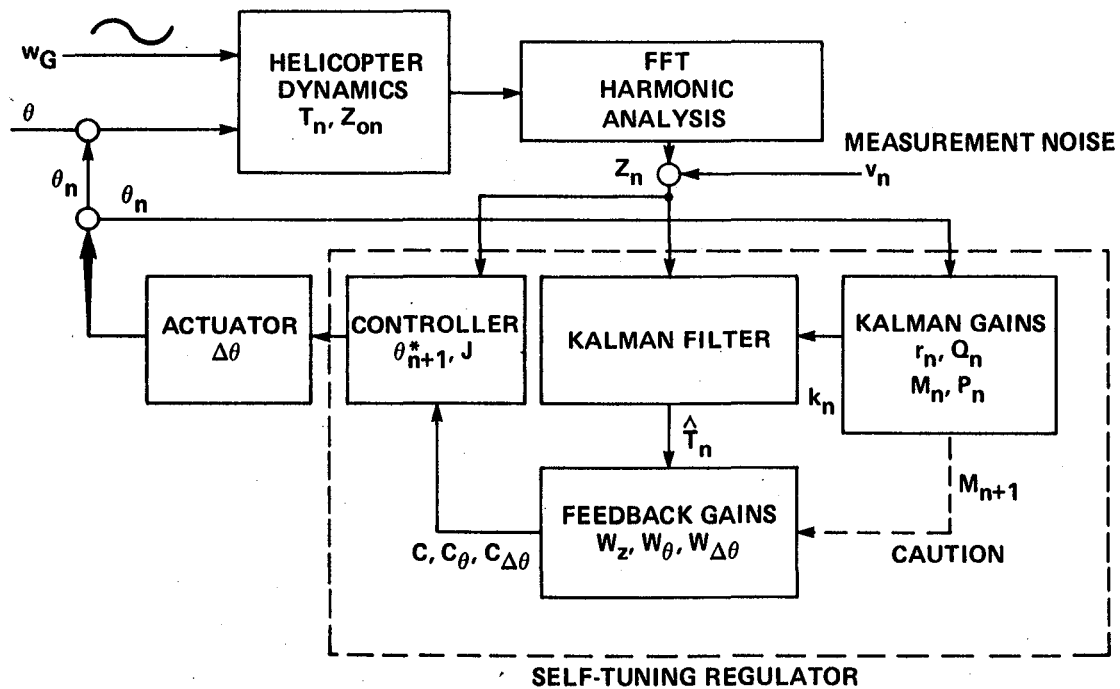 w_G
HELICOPTER
DYNAMICS
T_n, Z_on
FFT
HARMONIC
ANALYSIS
θ
MEASUREMENT NOISE
Z_n
v_n
θ_n
θ_n
ACTUATOR
Δθ
CONTROLLER
θ*_n+1, J
KALMAN FILTER
KALMAN GAINS
r_n, Q_n
M_n, P_n
k_n
T̂_n
M_n+1
FEEDBACK GAINS
W_z, W_θ, W_Δθ
C, C_θ, C_Δθ
CAUTION
SELF-TUNING REGULATOR